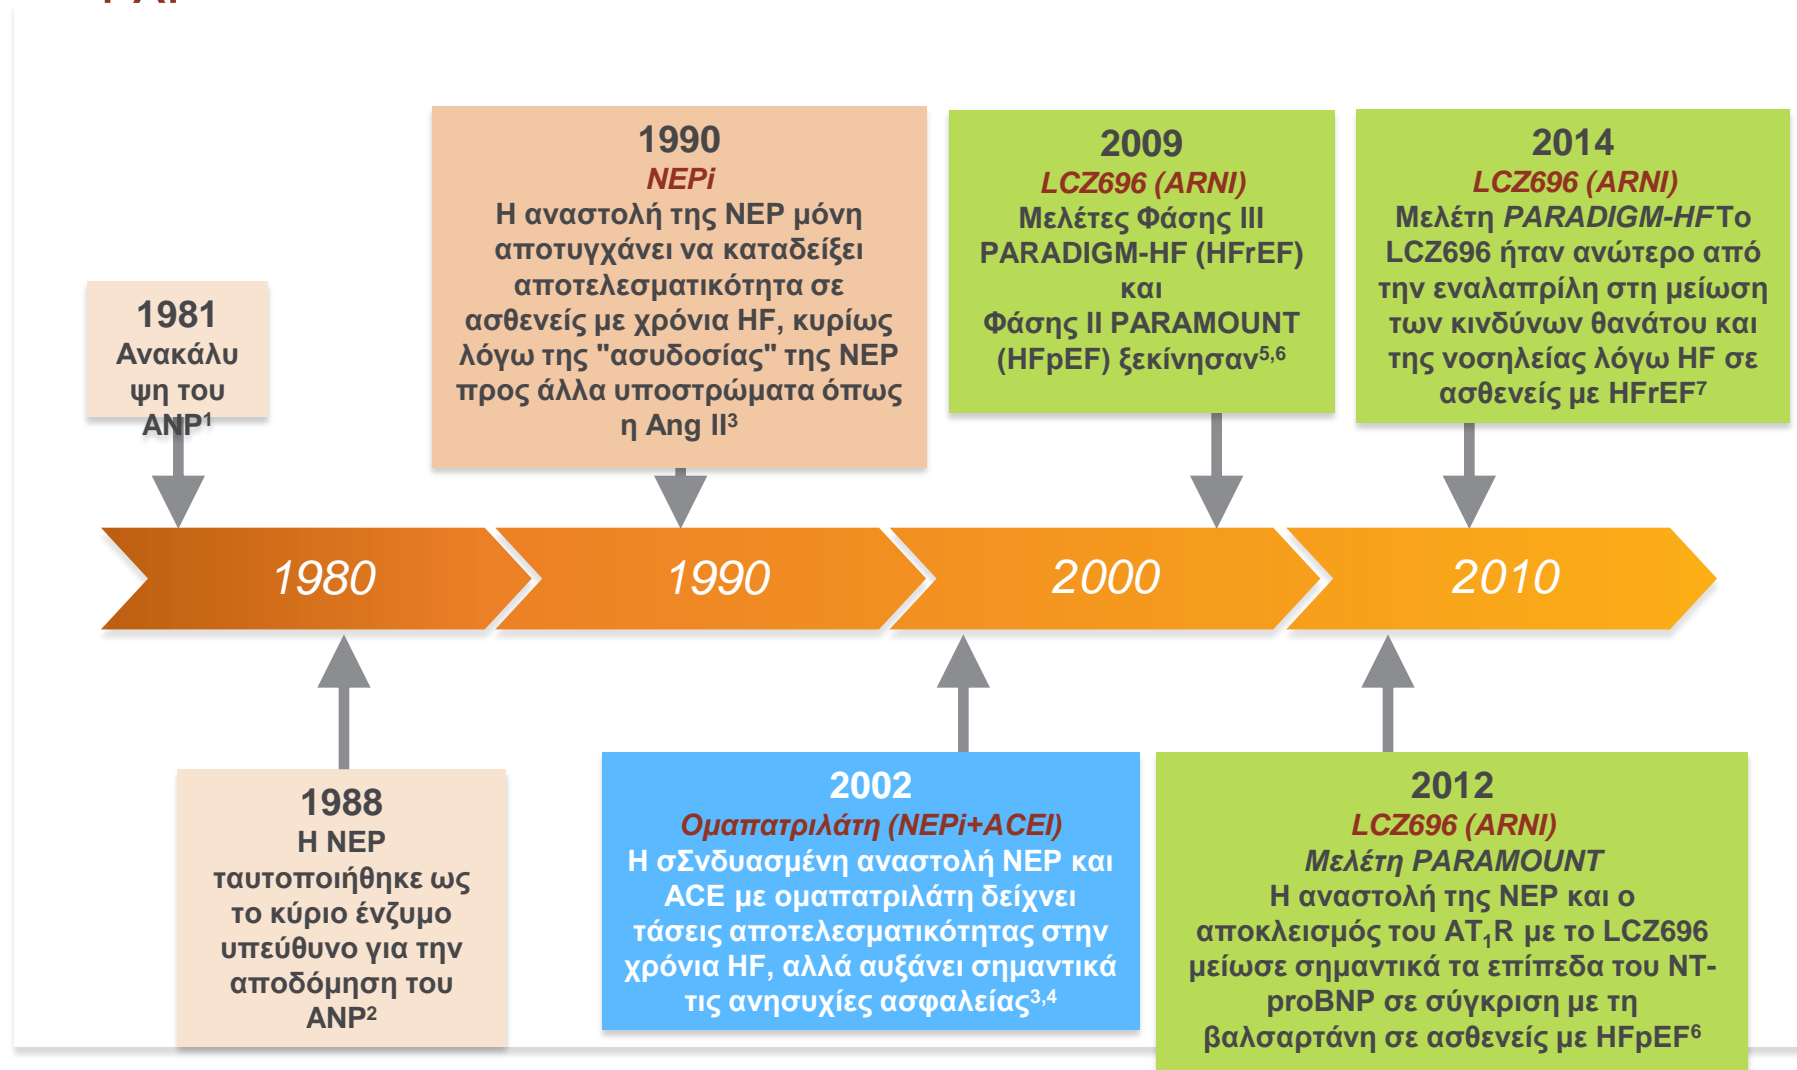 1981
Ανακάλυ
ψη του
ANP1
1990
NEPi
Η αναστολή της NEP μόνη
αποτυγχάνει να καταδείξει
αποτελεσματικότητα σε
ασθενείς με χρόνια HF, κυρίως
λόγω της "ασυδοσίας" της NEP
προς άλλα υποστρώματα όπως
η Ang II3
2009
LCZ696 (ARNI)
Μελέτες Φάσης III
PARADIGM-HF (HFrEF)
και
Φάσης II PARAMOUNT
(HFpEF) ξεκίνησαν5,6
2014
LCZ696 (ARNI)
Μελέτη PARADIGM-HFΤο
LCZ696 ήταν ανώτερο από
την εναλαπρίλη στη μείωση
των κινδύνων θανάτου και
της νοσηλείας λόγω HF σε
ασθενείς με HFrEF7
1980
1990
2000
2010
1988
Η NEP
ταυτοποιήθηκε ως
το κύριο ένζυμο
υπεύθυνο για την
αποδόμηση του
ANP2
2002
Ομαπατριλάτη (NEPi+ACEI)
Η σΣνδυασμένη αναστολή NEP και
ACE με ομαπατριλάτη δείχνει
τάσεις αποτελεσματικότητας στην
χρόνια HF, αλλά αυξάνει σημαντικά
τις ανησυχίες ασφαλείας3,4
2012
LCZ696 (ARNI)
Μελέτη PARAMOUNT
Η αναστολή της NEP και ο
αποκλεισμός του AT1R με το LCZ696
μείωσε σημαντικά τα επίπεδα του NT-
proBNP σε σύγκριση με τη
βαλσαρτάνη σε ασθενείς με HFpEF6